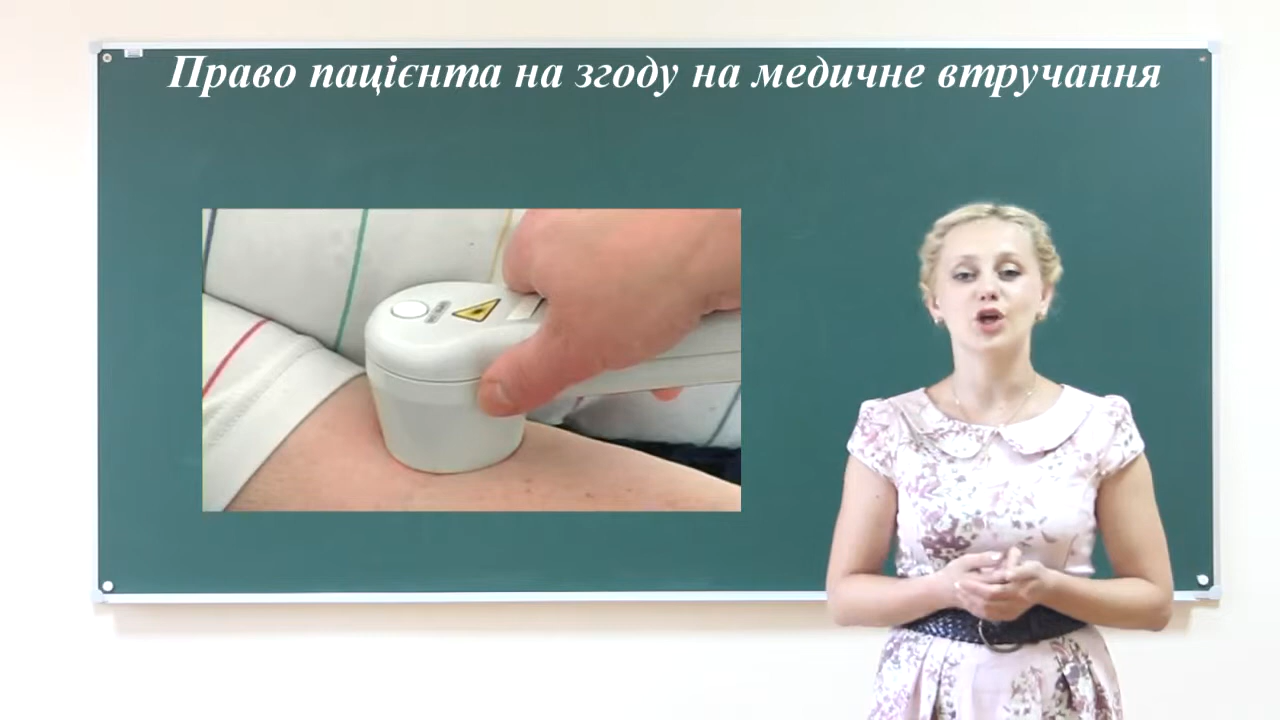 Право пацієнта на згоду на медичне втручання